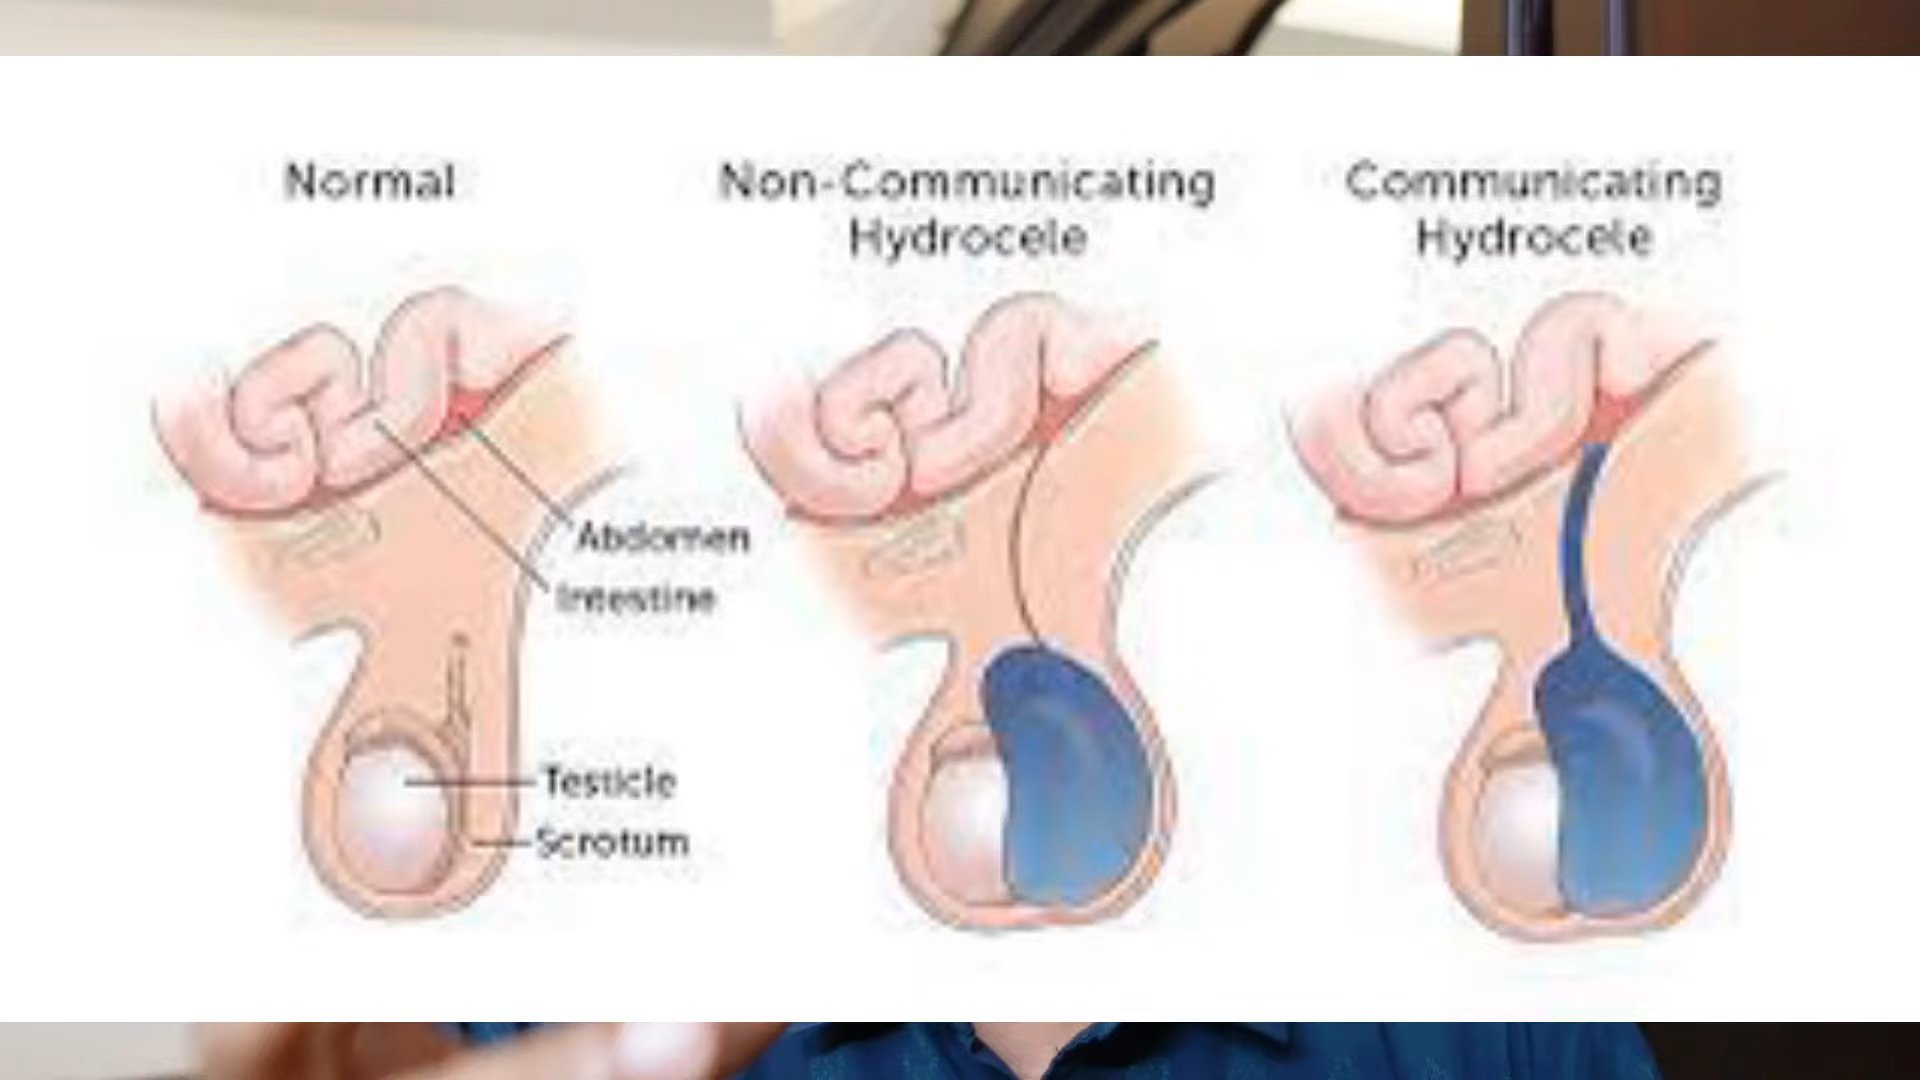 Normal
Non-Communicating
Hydrocele
Communicating
Hydrocele
Abdomen
Intestine
Testicle
Scrotum